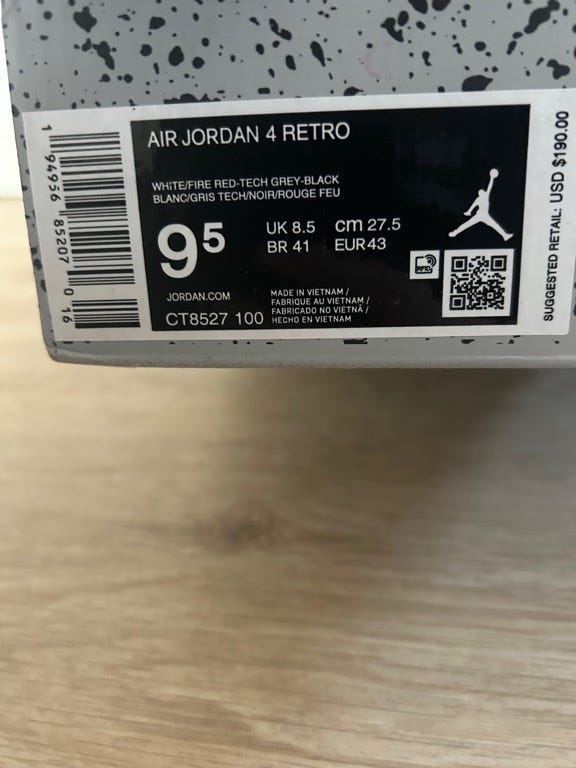 AIR JORDAN 4 RETRO
WHITE/FIRE RED-TECH GREY-BLACK
BLANC/GRIS TECH/NOIR/ROUGE FEU
9⁵
UK 8.5 cm 27.5
BR 41 EUR43
JORDAN.COM
CT8527 100
MADE IN VIETNAM /
FABRIQUE AU VIETNAM /
FABRICADO NO VIETNÃ /
HECHO EN VIETNAM
SUGGESTED RETAIL: USD $190.00
1 94956 85207 0 16